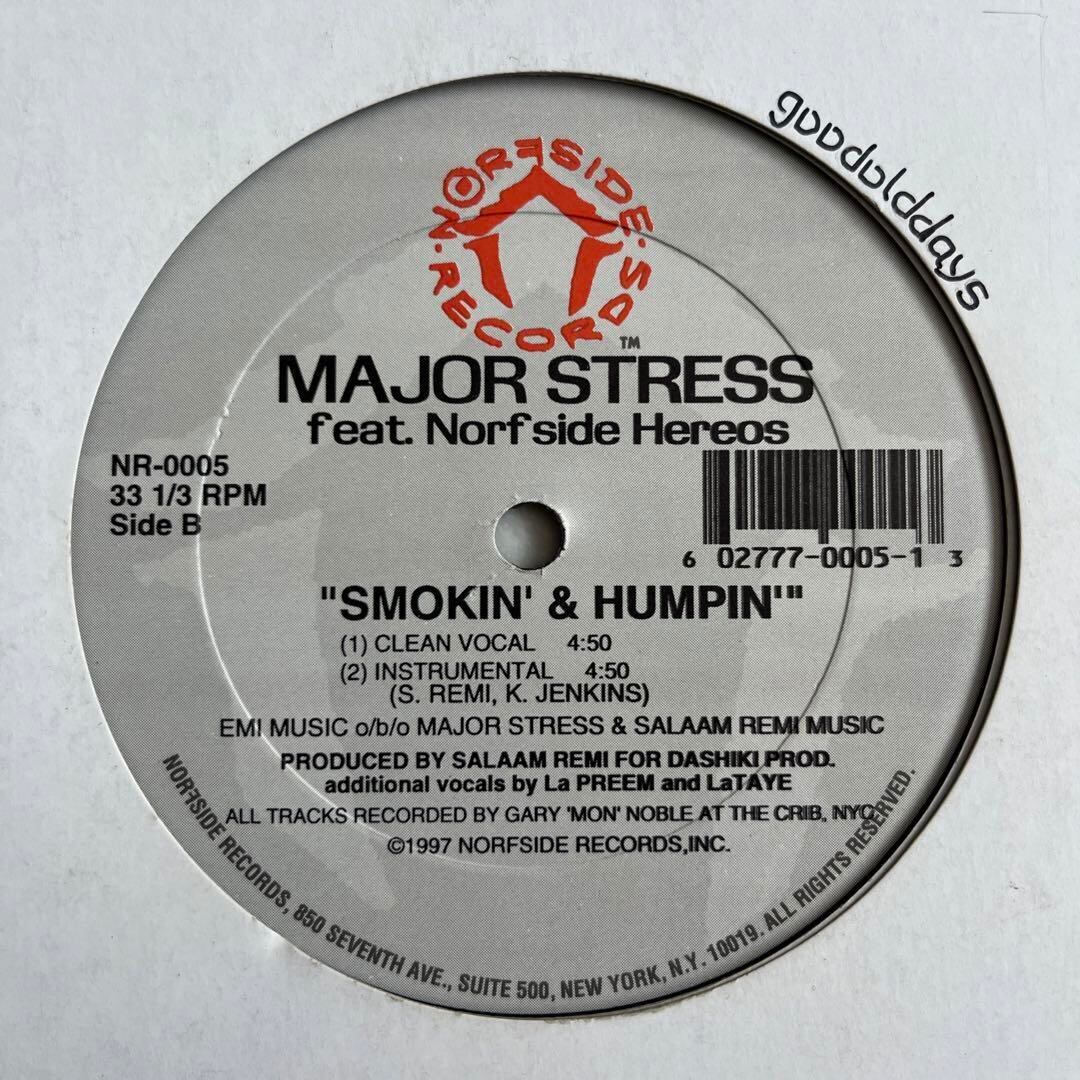 goodolddays
NORFSIDE.
RECORDS.
TM
MAJOR STRESS
feat. Norfside Hereos
NR-0005
33 1/3 RPM
Side B
6 02777-0005-1 3
"SMOKIN' & HUMPIN'"
(1) CLEAN VOCAL 4:50
(2) INSTRUMENTAL 4:50
(S. REMI, K. JENKINS)
EMI MUSIC o/b/o MAJOR STRESS & SALAAM REMI MUSIC
PRODUCED BY SALAAM REMI FOR DASHIKI PROD.
additional vocals by La PREEM and LaTAYE
ALL TRACKS RECORDED BY GARY 'MON' NOBLE AT THE CRIB, NYC
©1997 NORFSIDE RECORDS,INC.
NORFSIDE RECORDS, 850 SEVENTH AVE., SUITE 500, NEW YORK, N.Y. 10019. ALL RIGHTS RESERVED.